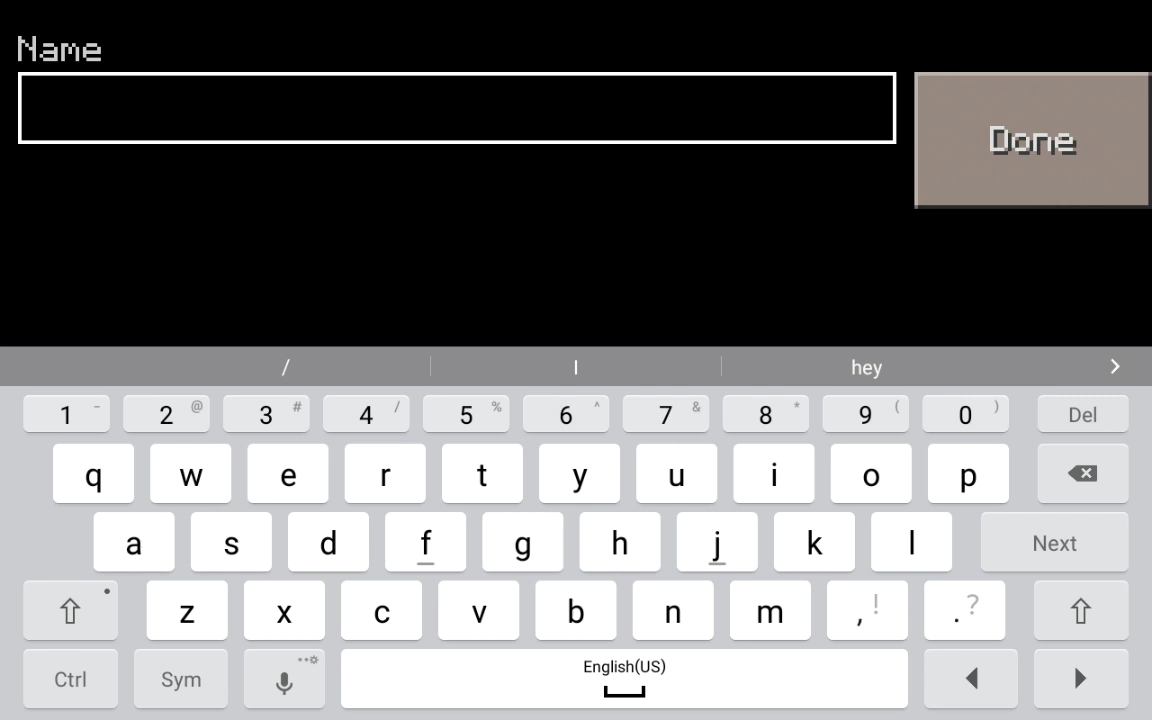 Name
Done
/ I hey
1 - 2 @ 3 # 4 / 5 % 6 ^ 7 & 8 * 9 ( 0 ) Del
q w e r t y u i o p
a s d f g h j k l Next
z x c v b n m , ! . ?
Ctrl Sym English(US)